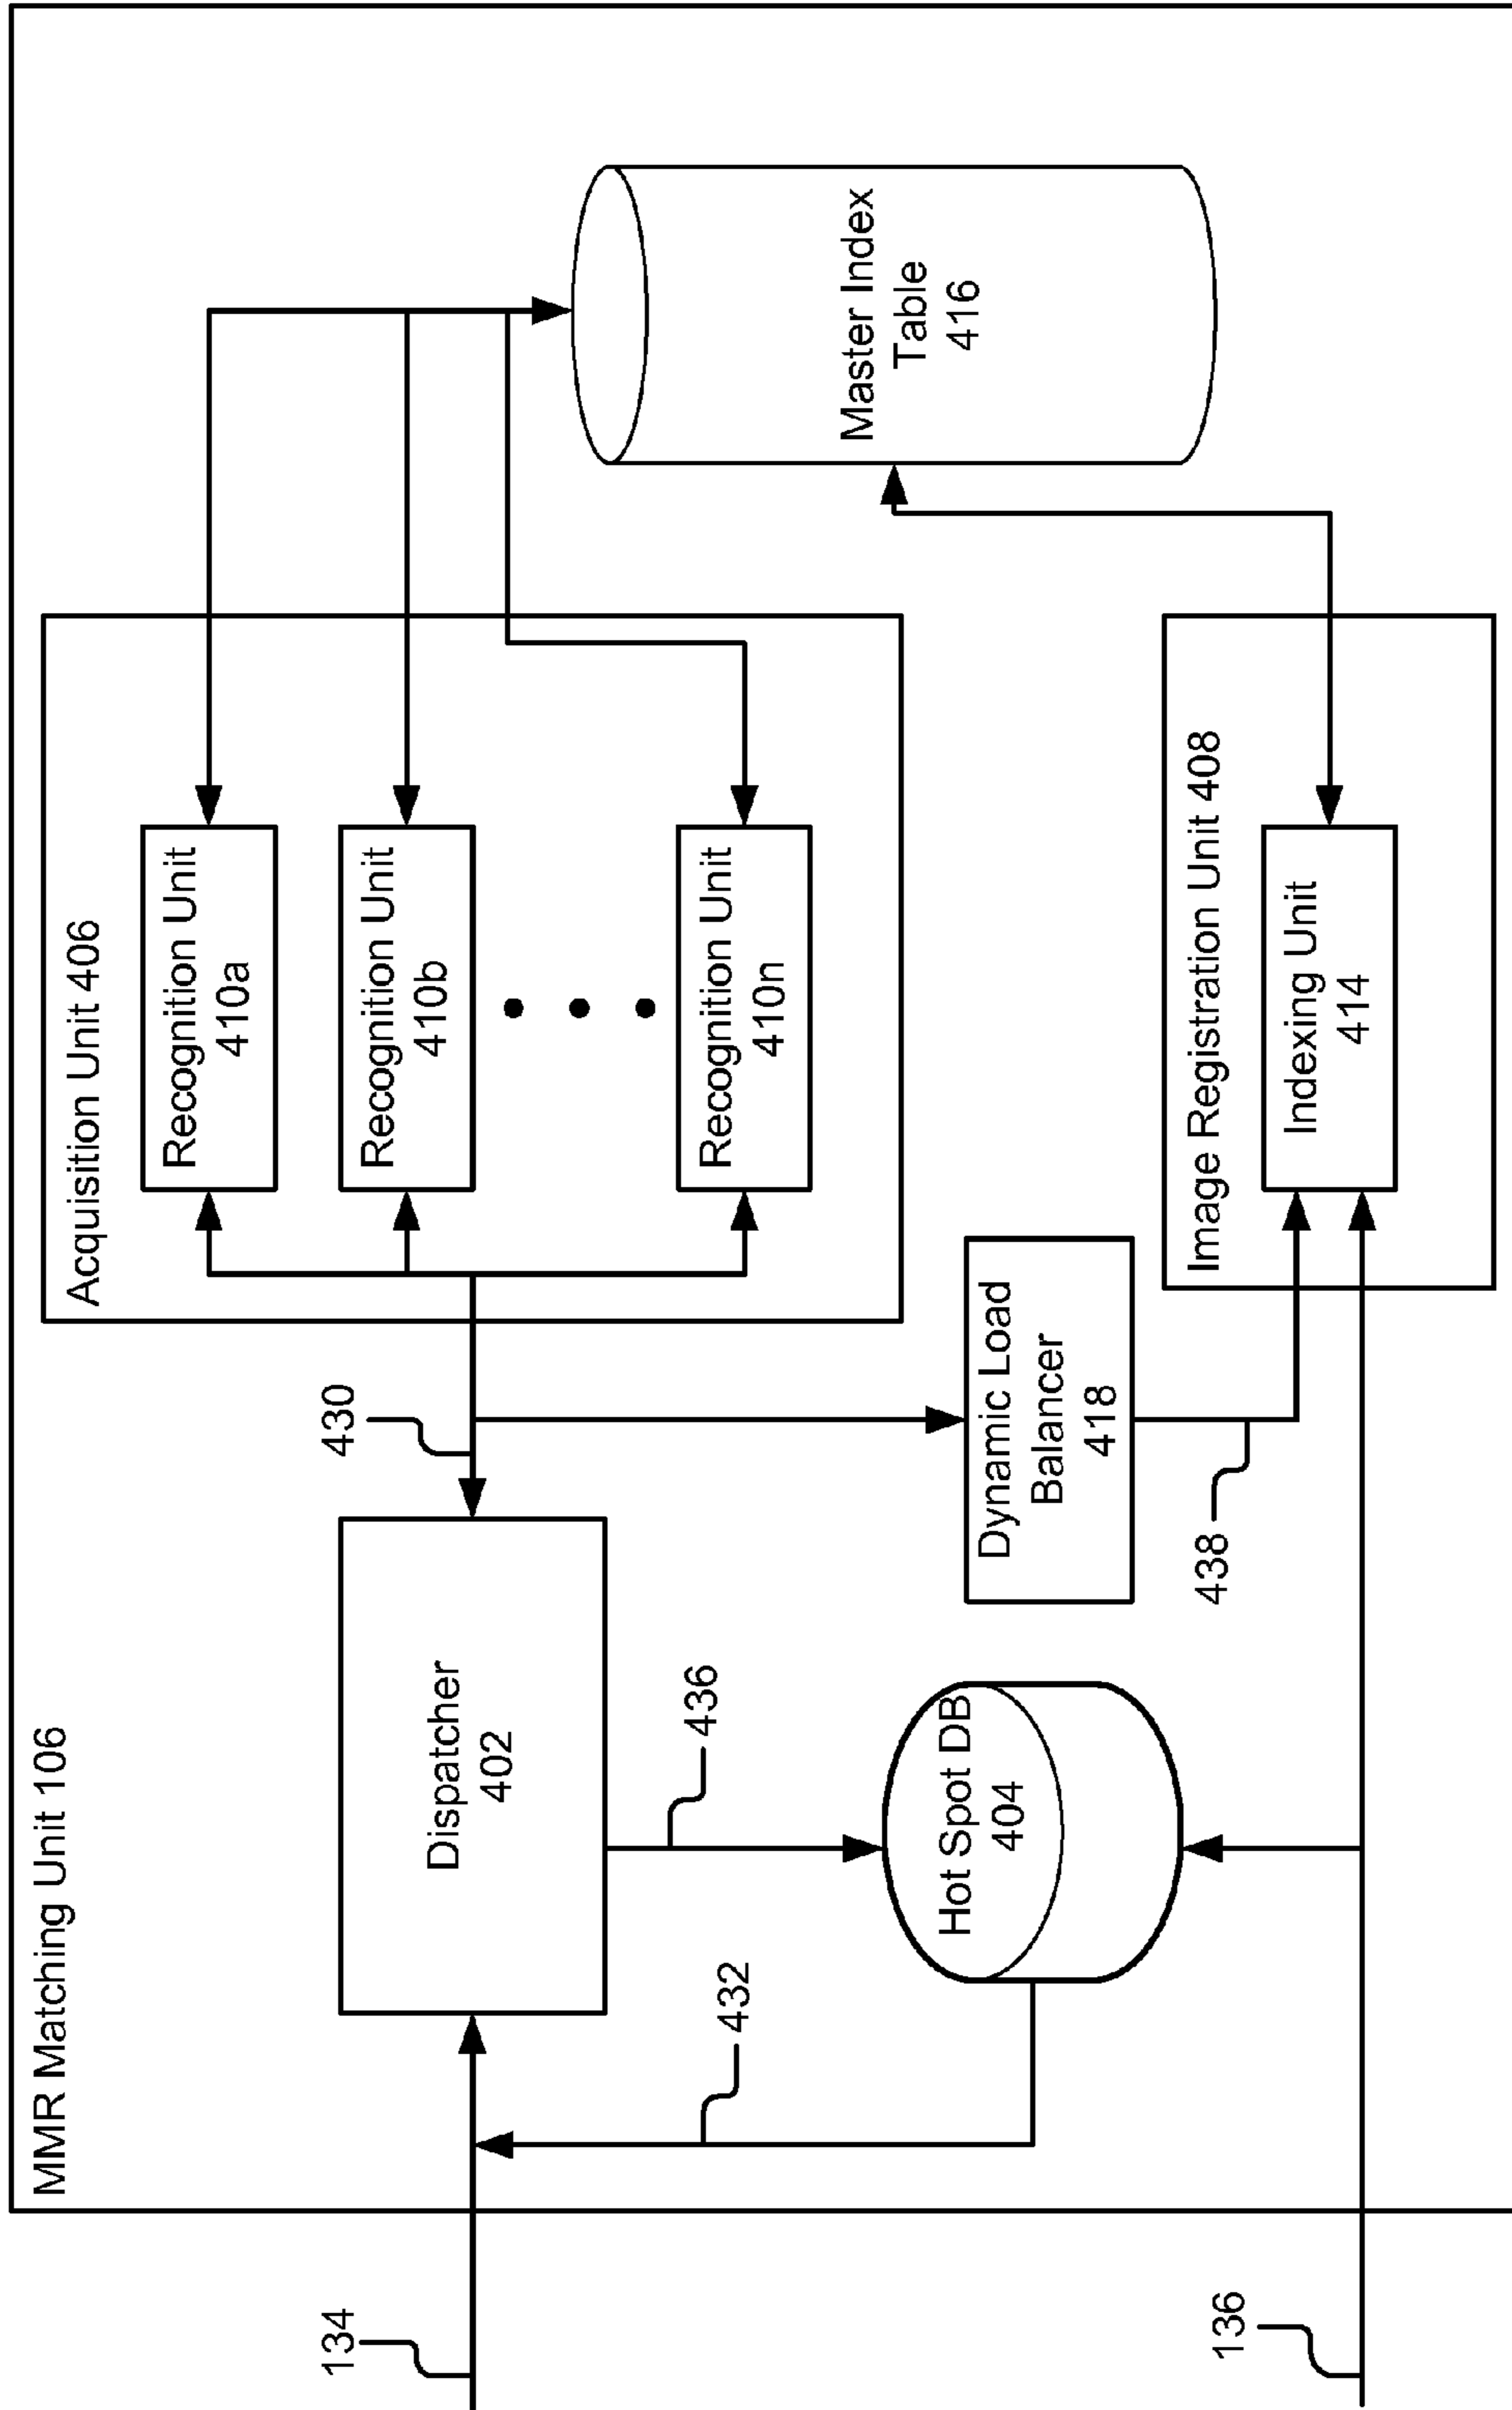 MMR Matching Unit 106
134
Dispatcher
402
430
Acquisition Unit 406
Recognition Unit
410a
Recognition Unit
410b
Recognition Unit
410n
Master Index
Table
416
432
436
Hot Spot DB
404
Dynamic Load
Balancer
418
438
Image Registration Unit 408
Indexing Unit
414
136